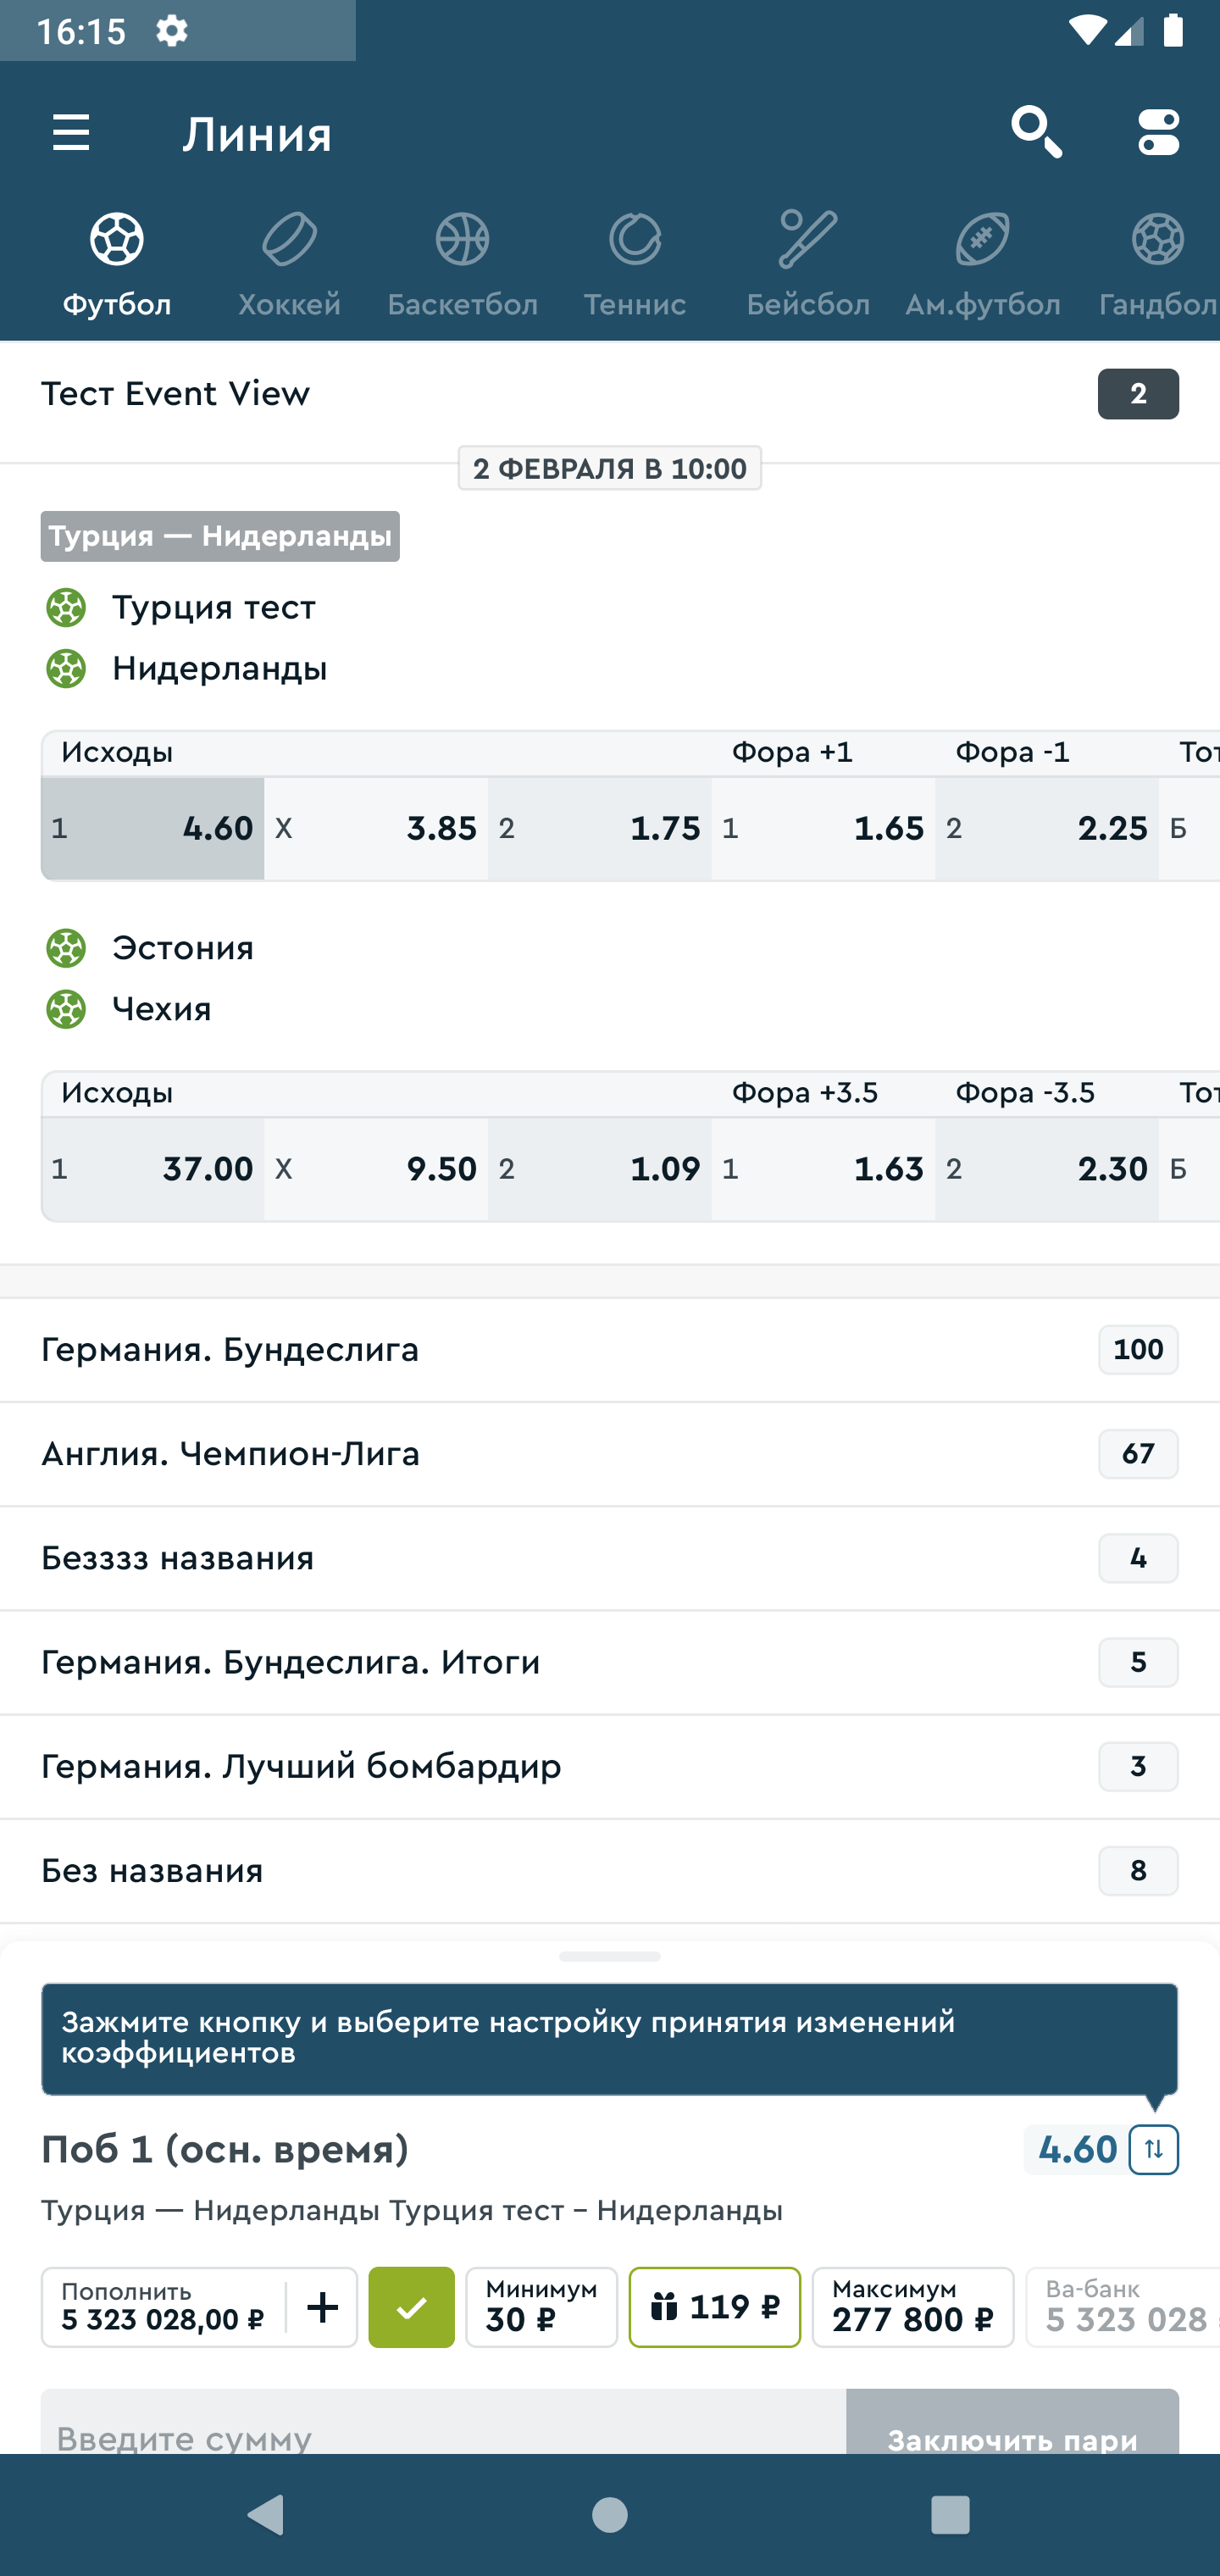 16:15
Линия
Футбол Хоккей Баскетбол Теннис Бейсбол Ам.футбол Гандбол
Тест Event View 2
2 ФЕВРАЛЯ В 10:00
Турция — Нидерланды
Турция тест
Нидерланды
Исходы Фора +1 Фора -1 Тот
1 4.60 X 3.85 2 1.75 1 1.65 2 2.25 Б
Эстония
Чехия
Исходы Фора +3.5 Фора -3.5 Тот
1 37.00 X 9.50 2 1.09 1 1.63 2 2.30 Б
Германия. Бундеслига 100
Англия. Чемпион-Лига 67
Безззз названия 4
Германия. Бундеслига. Итоги 5
Германия. Лучший бомбардир 3
Без названия 8
Зажмите кнопку и выберите настройку принятия изменений
коэффициентов
Поб 1 (осн. время) 4.60
Турция — Нидерланды Турция тест – Нидерланды
Пополнить Минимум Максимум Ва-банк
5 323 028,00 ₽ + 30 ₽ 119 ₽ 277 800 ₽ 5 323 028
Введите сумму Заключить пари